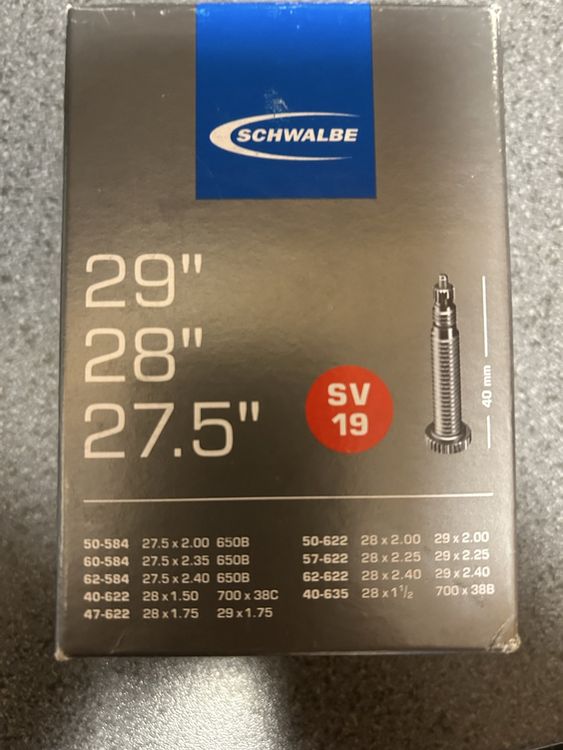 SCHWALBE
29"
28"
27.5"
SV
19
40 mm
50-584 27.5 x 2.00 650B
60-584 27.5 x 2.35 650B
62-584 27.5 x 2.40 650B
40-622 28 x 1.50 700 x 38C
47-622 28 x 1.75 29 x 1.75
50-622 28 x 2.00 29 x 2.00
57-622 28 x 2.25 29 x 2.25
62-622 28 x 2.40 29 x 2.40
40-635 28 x 1 1/2 700 x 38B